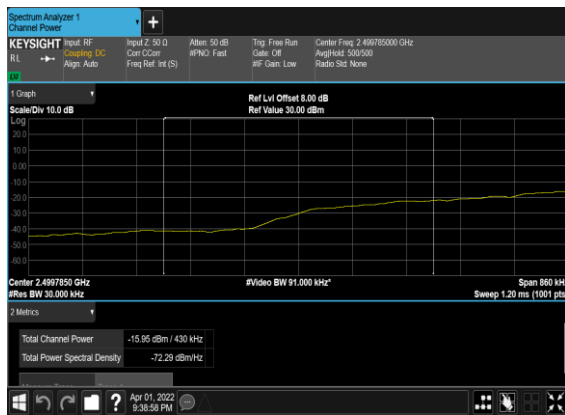 Spectrum Analyzer 1
Channel Power
+
KEYSIGHT
RL
LXI
Input: RF
Coupling: DC
Align: Auto
Input Z: 50 Ω
Corr CCorr
Freq Ref: Int (S)
Atten: 50 dB
#PNO: Fast
Trig: Free Run
Gate: Off
#IF Gain: Low
Center Freq: 2.499785000 GHz
Avg|Hold: 500/500
Radio Std: None
1 Graph
Scale/Div 10.0 dB
Ref Lvl Offset 8.00 dB
Ref Value 30.00 dBm
Log
20.0
10.0
0.00
-10.0
-20.0
-30.0
-40.0
-50.0
-60.0
Center 2.4997850 GHz
#Res BW 30.000 kHz
#Video BW 91.000 kHz*
Span 860 kH
Sweep 1.20 ms (1001 pts
2 Metrics
Total Channel Power
-15.95 dBm / 430 kHz
Total Power Spectral Density
-72.29 dBm/Hz
?
Apr 01, 2022
9:38:58 PM